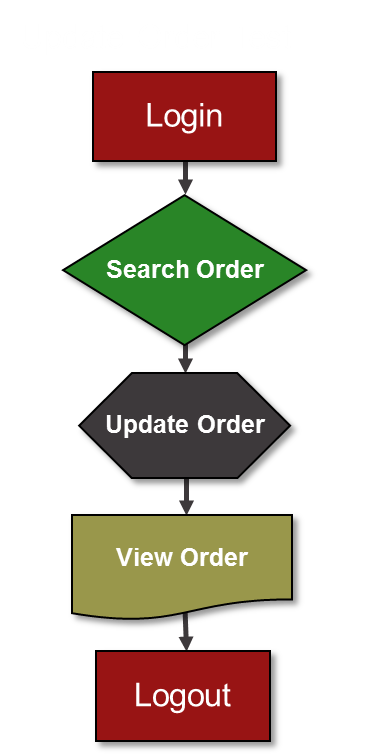 Login
Search Order
Update Order
View Order
Logout